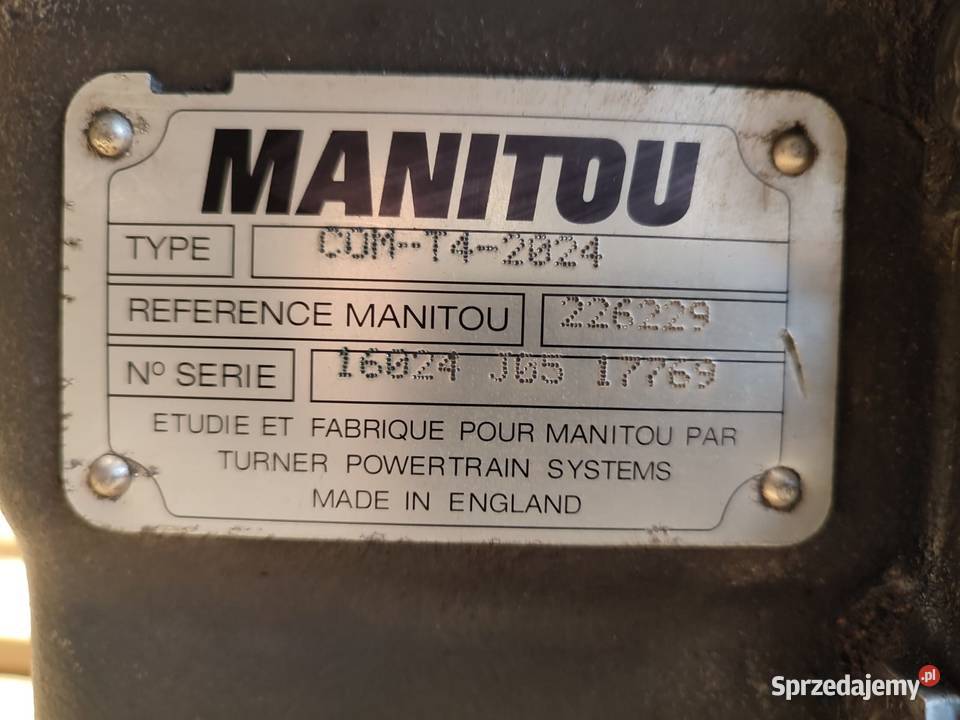 MANITOU
TYPE COM-T4-2024
REFERENCE MANITOU 226229
Nº SERIE 16024 J05 17769
ETUDIE ET FABRIQUE POUR MANITOU PAR
TURNER POWERTRAIN SYSTEMS
MADE IN ENGLAND
Sprzedajemy.pl